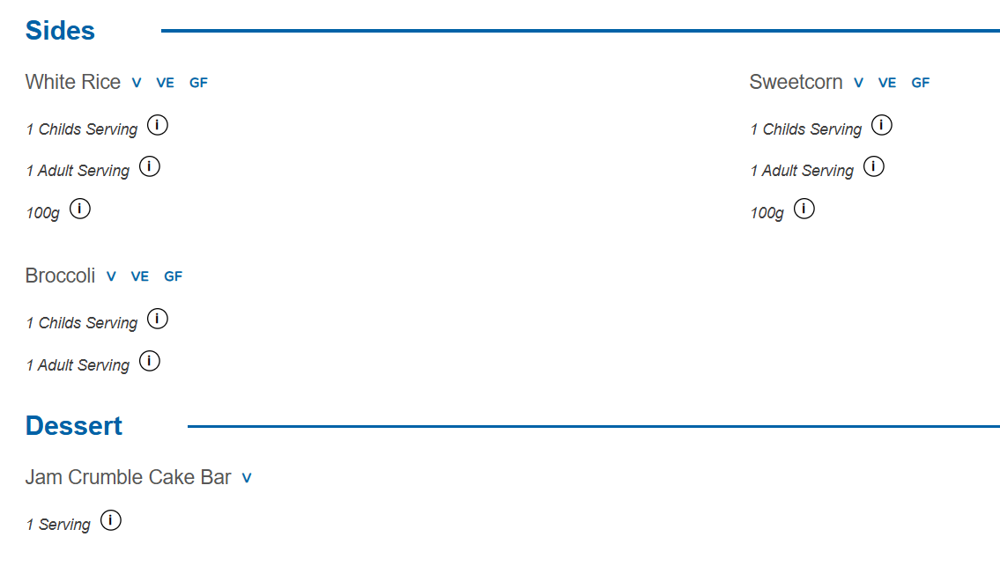 Sides
White Rice V VE GF
1 Childs Serving i
1 Adult Serving i
100g i
Sweetcorn V VE GF
1 Childs Serving i
1 Adult Serving i
100g i
Broccoli V VE GF
1 Childs Serving i
1 Adult Serving i
Dessert
Jam Crumble Cake Bar V
1 Serving i